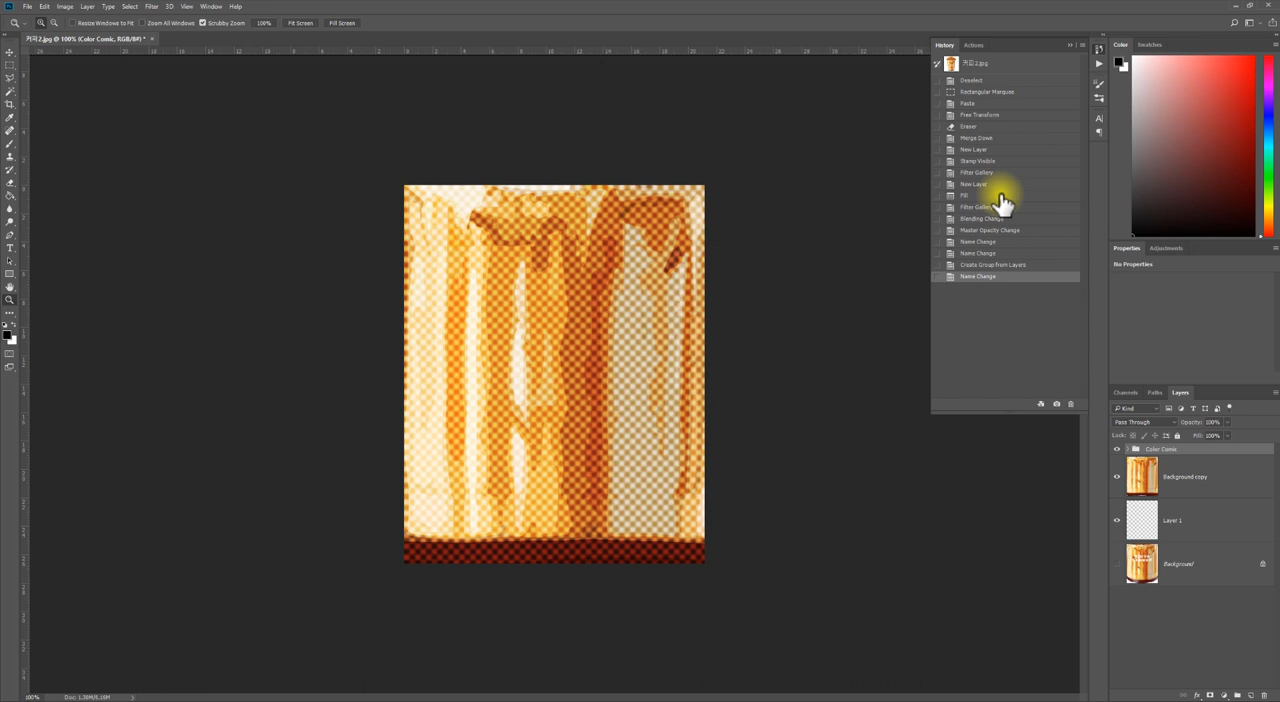 File Edit Image Layer Type Select Filter 3D View Window Help
Resize Windows to Fit Zoom All Windows Scrubby Zoom 100% Fit Screen Fill Screen
커피2.jpg @ 100% (Color Comic, RGB/8#) *
History Actions
커피2.jpg
Deselect
Rectangular Marquee
Paste
Free Transform
Eraser
Merge Down
New Layer
Stamp Visible
Filter Gallery
New Layer
Fill
Filter Gallery
Blending Change
Master Opacity Change
Name Change
Name Change
Create Group from Layers
Name Change
Color Swatches
Properties Adjustments
No Properties
Channels Paths Layers
Kind
Pass Through Opacity: 100%
Lock: Fill: 100%
Color Comic
Background copy
Layer 1
Background
100% Doc: 1.39M/6.16M